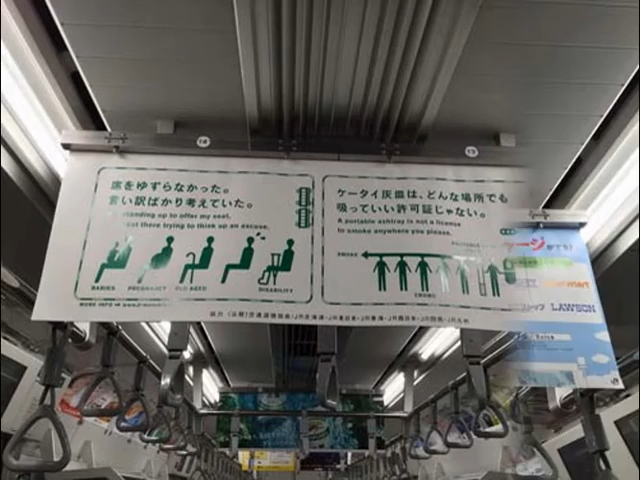 席をゆずらなかった。
言い訳ばかり考えていた。
standing up to offer my seat,
sat there trying to think up an excuse.
BABIES PREGNANCY OLD AGED DISABILITY
MORE INFO
ケータイ灰皿は、どんな場所でも
吸っていい許可証じゃない。
A portable ashtray is not a license
to smoke anywhere you please.
SMOKE
CROWD
LAWSON